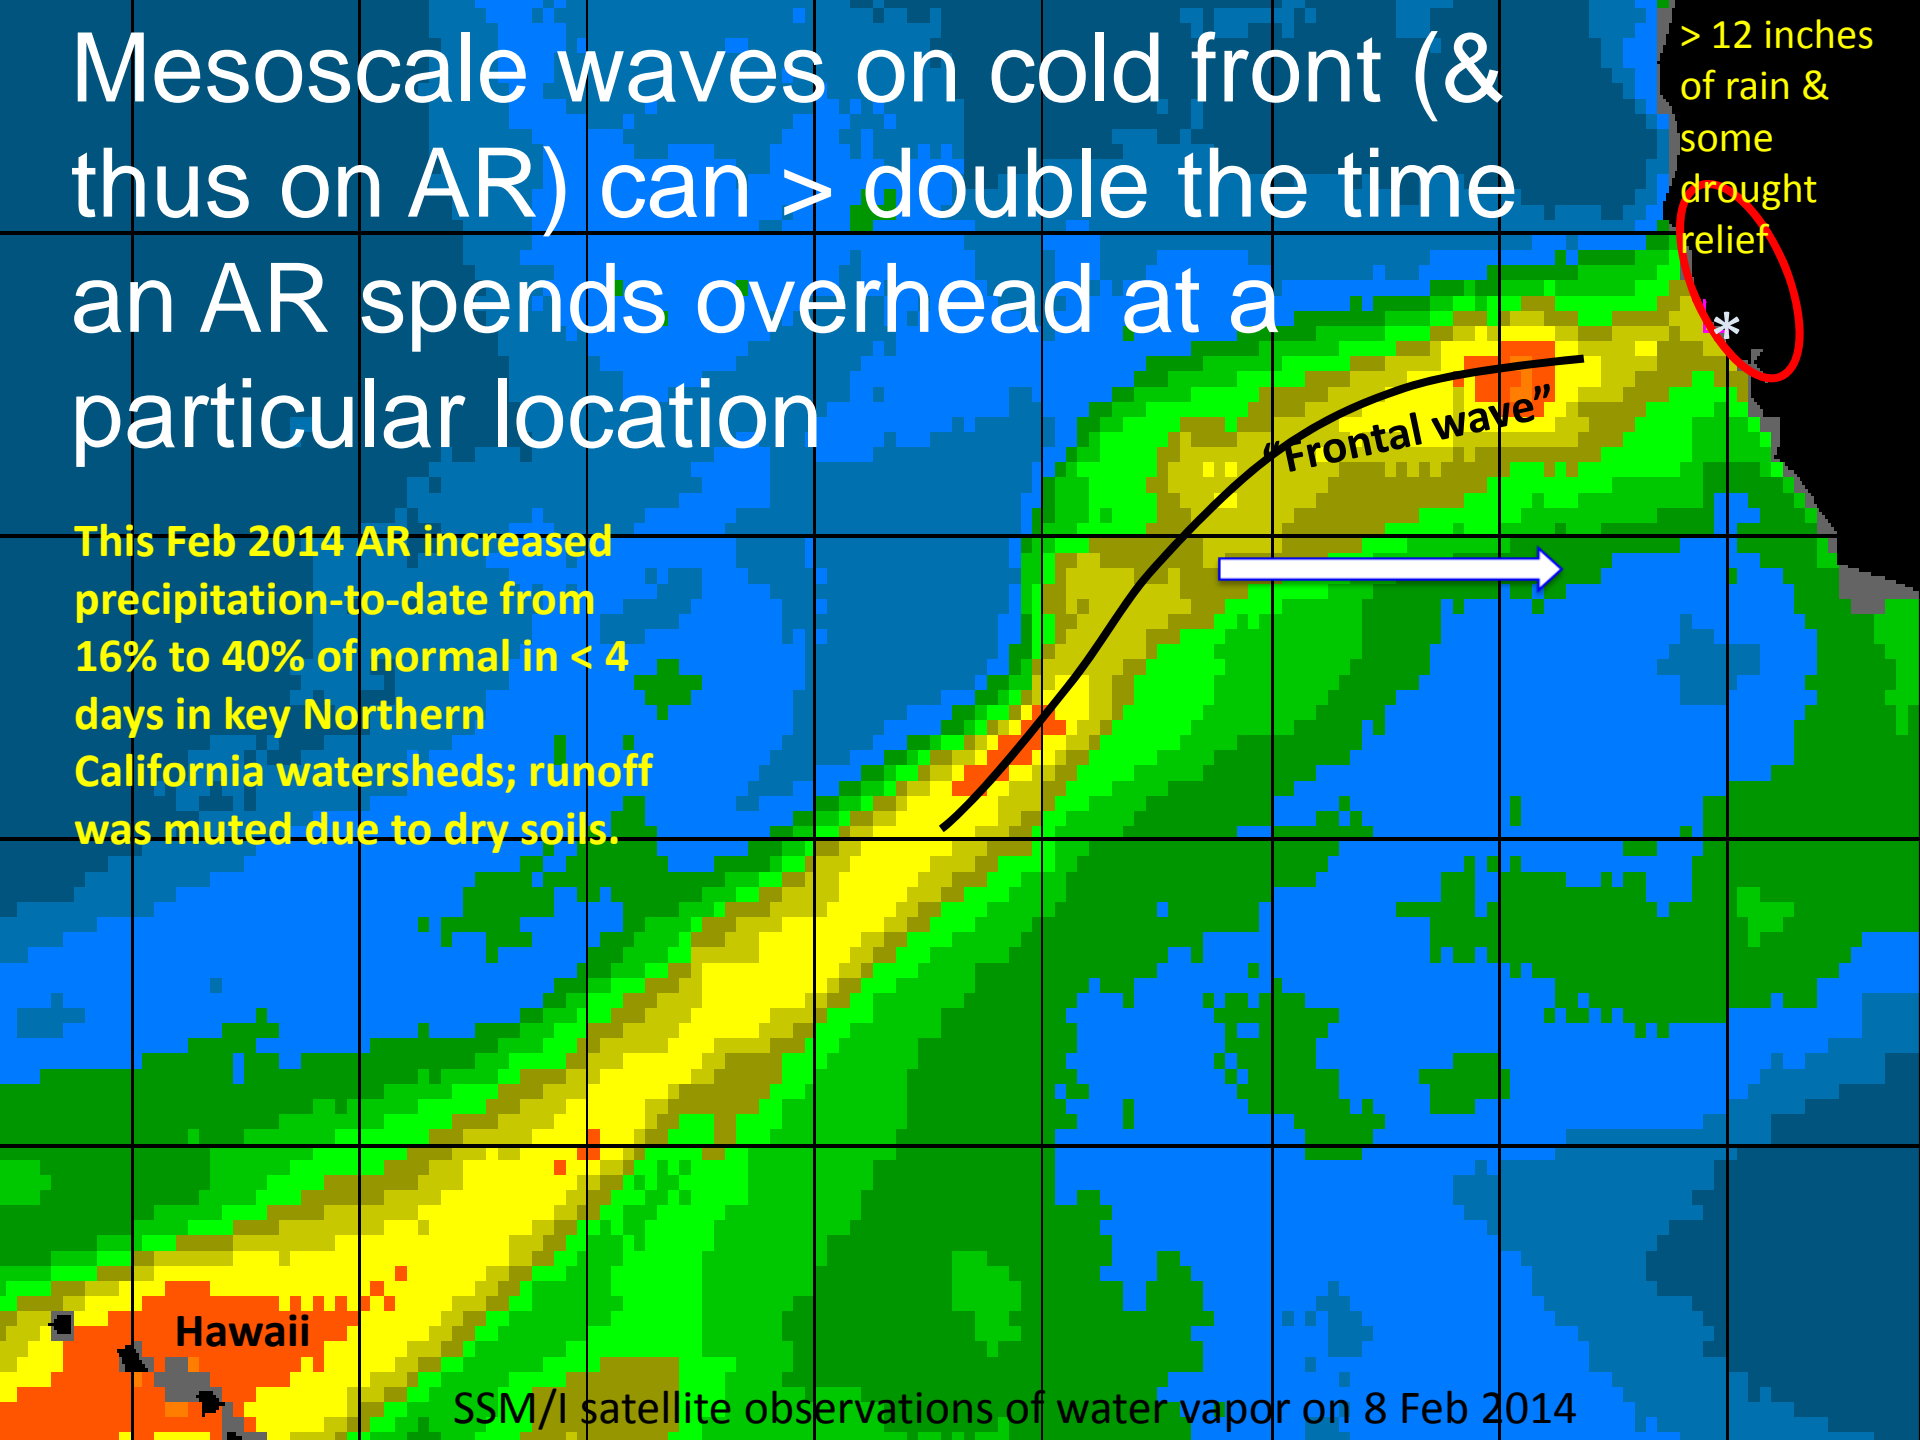 Mesoscale waves on cold front (&
thus on AR) can > double the time
an AR spends overhead at a
particular location
> 12 inches
of rain &
some
drought
relief
*
“Frontal wave”
This Feb 2014 AR increased
precipitation-to-date from
16% to 40% of normal in < 4
days in key Northern
California watersheds; runoff
was muted due to dry soils.
Hawaii
SSM/I satellite observations of water vapor on 8 Feb 2014